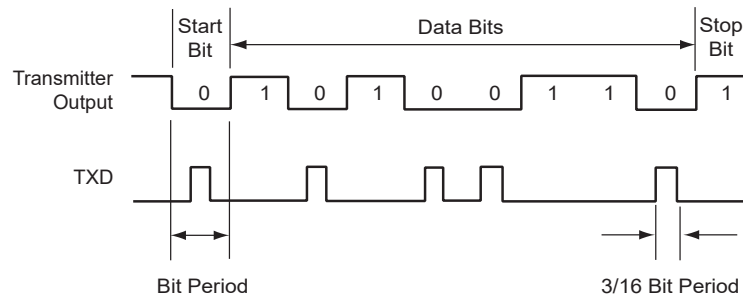 Start
Bit
Data Bits
Stop
Bit
Transmitter
Output
0 1 0 1 0 0 1 1 0 1
TXD
Bit Period
3/16 Bit Period